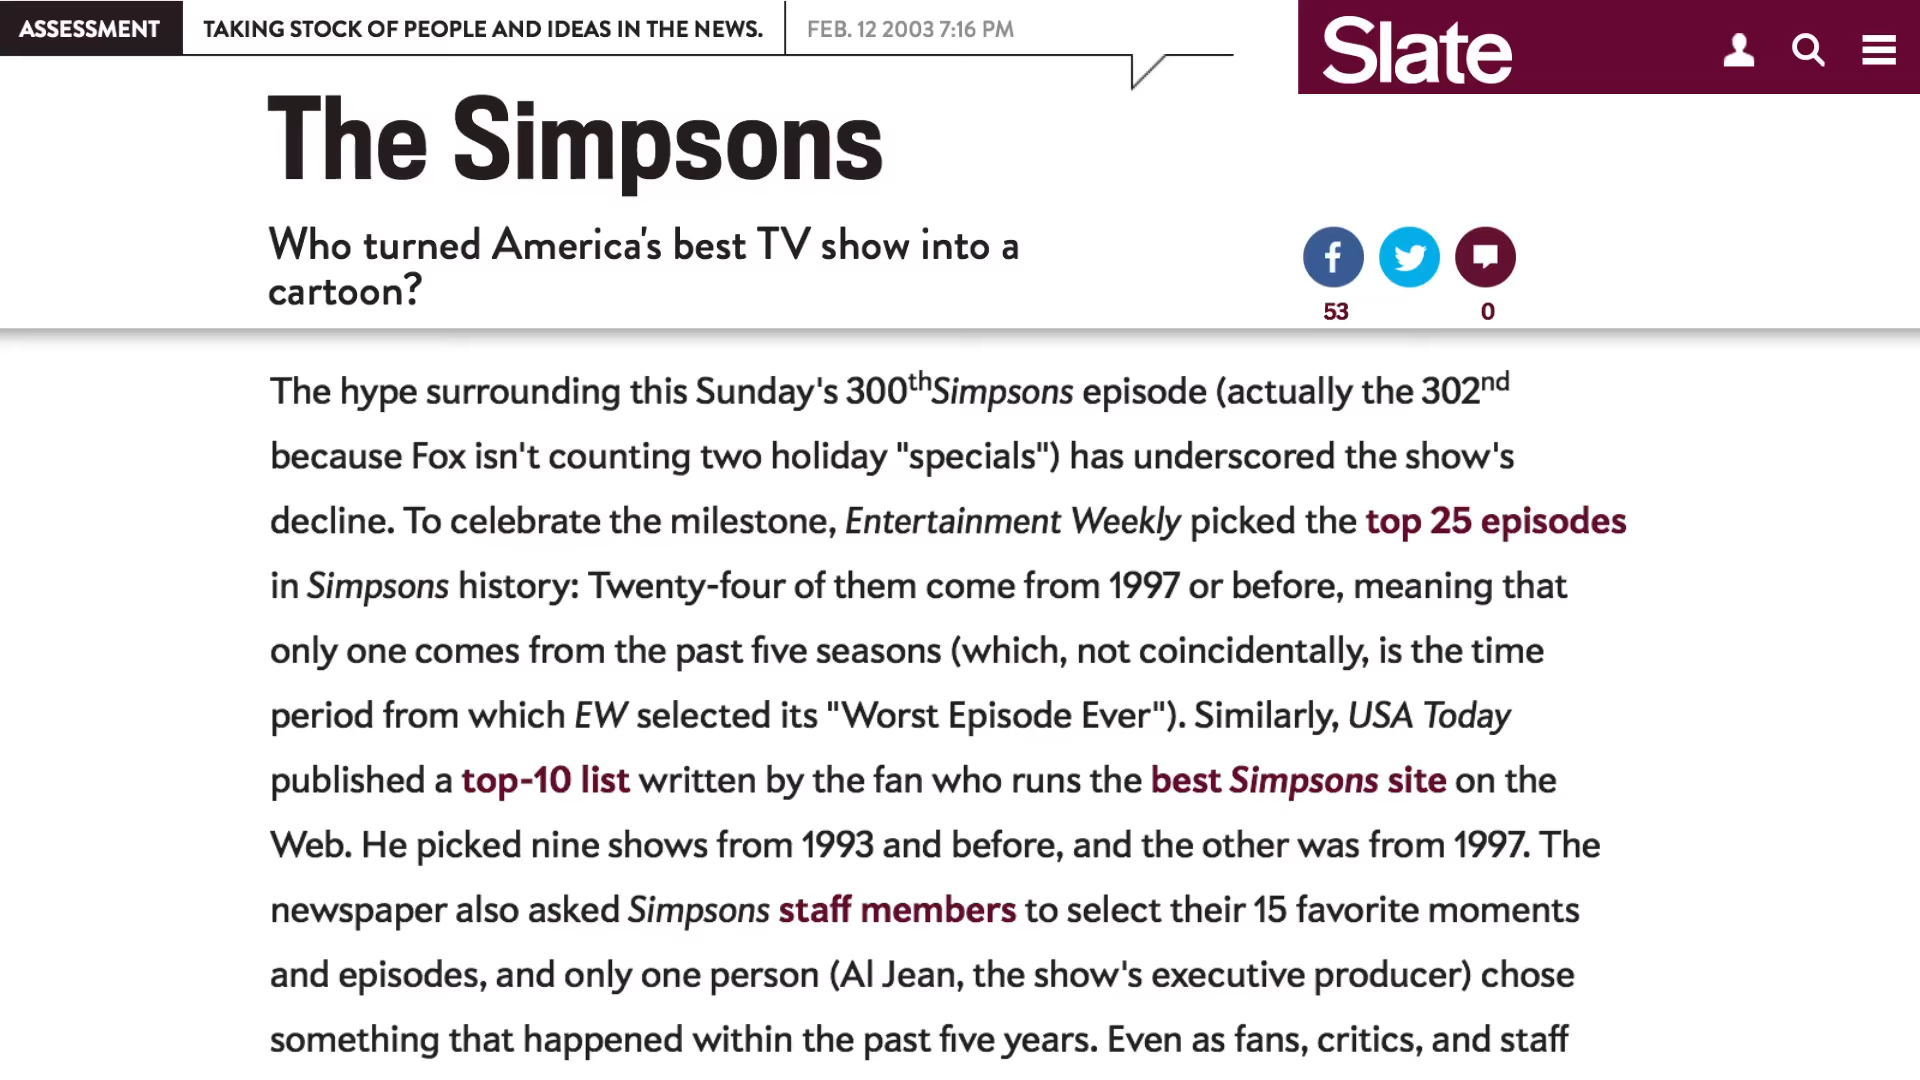 ASSESSMENT TAKING STOCK OF PEOPLE AND IDEAS IN THE NEWS. FEB. 12 2003 7:16 PM
Slate
The Simpsons
Who turned America's best TV show into a
cartoon?
53 0
The hype surrounding this Sunday's 300thSimpsons episode (actually the 302nd
because Fox isn't counting two holiday "specials") has underscored the show's
decline. To celebrate the milestone, Entertainment Weekly picked the top 25 episodes
in Simpsons history: Twenty-four of them come from 1997 or before, meaning that
only one comes from the past five seasons (which, not coincidentally, is the time
period from which EW selected its "Worst Episode Ever"). Similarly, USA Today
published a top-10 list written by the fan who runs the best Simpsons site on the
Web. He picked nine shows from 1993 and before, and the other was from 1997. The
newspaper also asked Simpsons staff members to select their 15 favorite moments
and episodes, and only one person (Al Jean, the show's executive producer) chose
something that happened within the past five years. Even as fans, critics, and staff